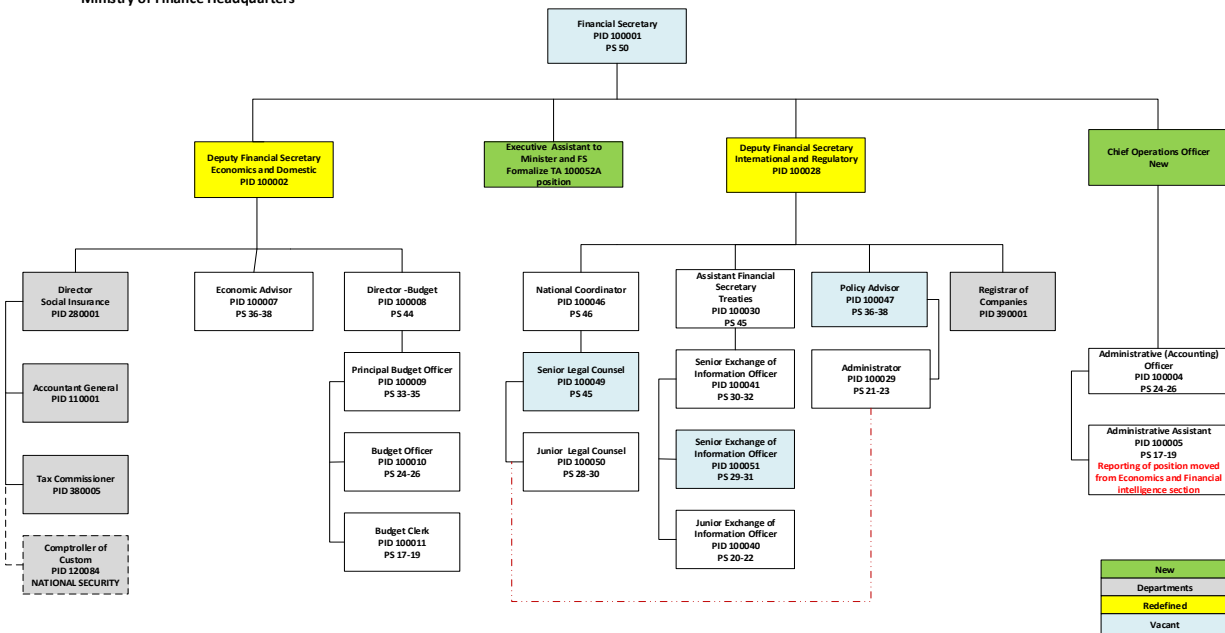 Ministry of Finance Headquarters
Financial Secretary
PID 100001
PS 50
Deputy Financial Secretary
Economics and Domestic
PID 100002
Executive Assistant to
Minister and FS
Formalize TA 100052A
position
Deputy Financial Secretary
International and Regulatory
PID 100028
Chief Operations Officer
New
Director
Social Insurance
PID 280001
Economic Advisor
PID 100007
PS 36-38
Director -Budget
PID 100008
PS 44
National Coordinator
PID 100046
PS 46
Assistant Financial
Secretary
Treaties
PID 100030
PS 45
Policy Advisor
PID 100047
PS 36-38
Registrar of
Companies
PID 390001
Accountant General
PID 110001
Principal Budget Officer
PID 100009
PS 33-35
Senior Legal Counsel
PID 100049
PS 45
Senior Exchange of
Information Officer
PID 100041
PS 30-32
Administrator
PID 100029
PS 21-23
Administrative (Accounting)
Officer
PID 100004
PS 24-26
Tax Commissioner
PID 380005
Budget Officer
PID 100010
PS 24-26
Junior Legal Counsel
PID 100050
PS 28-30
Senior Exchange of
Information Officer
PID 100051
PS 29-31
Administrative Assistant
PID 100005
PS 17-19
Reporting of position moved
from Economics and Financial
intelligence section
Comptroller of
Custom
PID 120084
NATIONAL SECURITY
Budget Clerk
PID 100011
PS 17-19
Junior Exchange of
Information Officer
PID 100040
PS 20-22
New
Departments
Redefined
Vacant